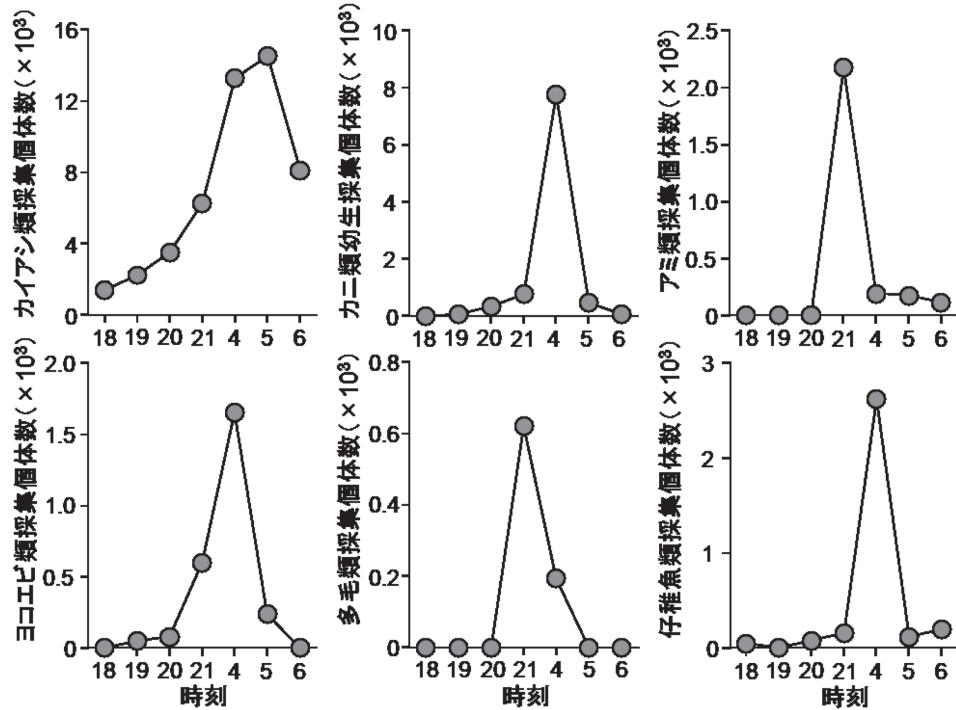 カイアシ類採集個体数(×10³)
16
12
8
4
0
18 19 20 21 4 5 6
カニ類幼生採集個体数(×10³)
10
8
6
4
2
0
18 19 20 21 4 5 6
アミ類採集個体数(×10³)
2.5
2.0
1.5
1.0
0.5
0
18 19 20 21 4 5 6
ヨコエビ類採集個体数(×10³)
2.0
1.5
1.0
0.5
0
18 19 20 21 4 5 6
時刻
多毛類採集個体数(×10³)
0.8
0.6
0.4
0.2
0
18 19 20 21 4 5 6
時刻
仔稚魚類採集個体数(×10³)
3
2
1
0
18 19 20 21 4 5 6
時刻